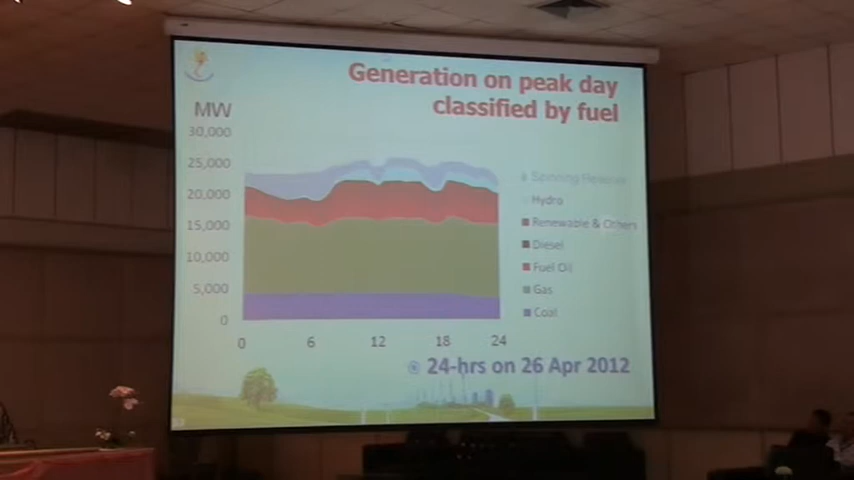 Generation on peak day
classified by fuel
MW
30,000
25,000
20,000
15,000
10,000
5,000
0
0 6 12 18 24
Spinning Reserve
Hydro
Renewable & Others
Diesel
Fuel Oil
Gas
Coal
24-hrs on 26 Apr 2012